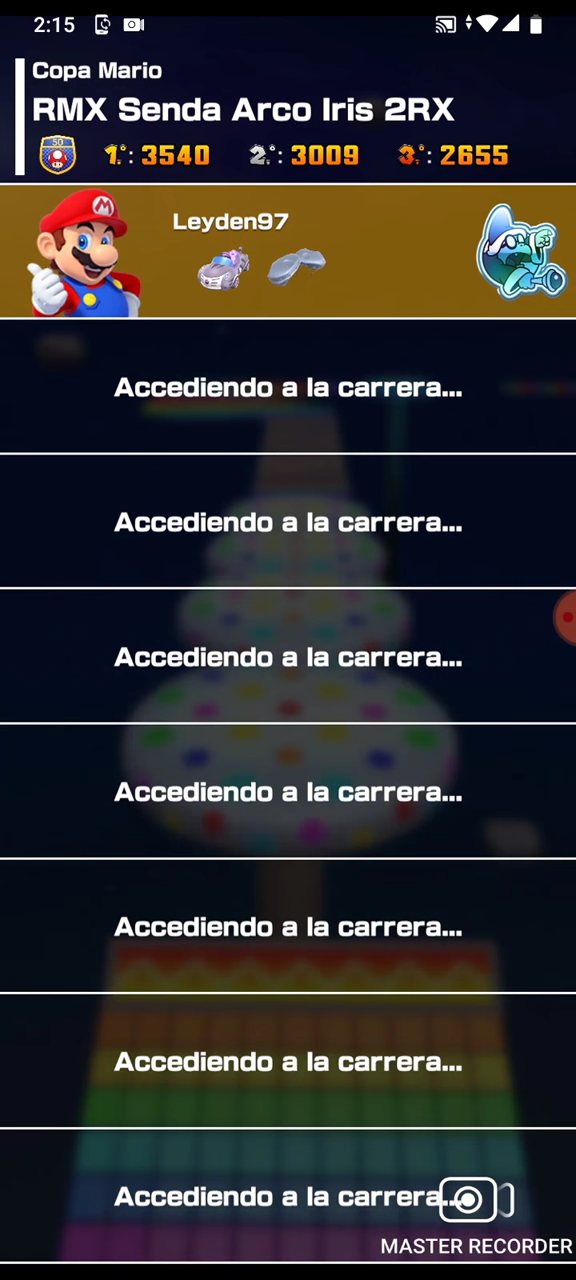 2:15
Copa Mario
RMX Senda Arco Iris 2RX
50 1.º: 3540 2.º: 3009 3.º: 2655
Leyden97
Accediendo a la carrera...
Accediendo a la carrera...
Accediendo a la carrera...
Accediendo a la carrera...
Accediendo a la carrera...
Accediendo a la carrera...
Accediendo a la carrera...
MASTER RECORDER